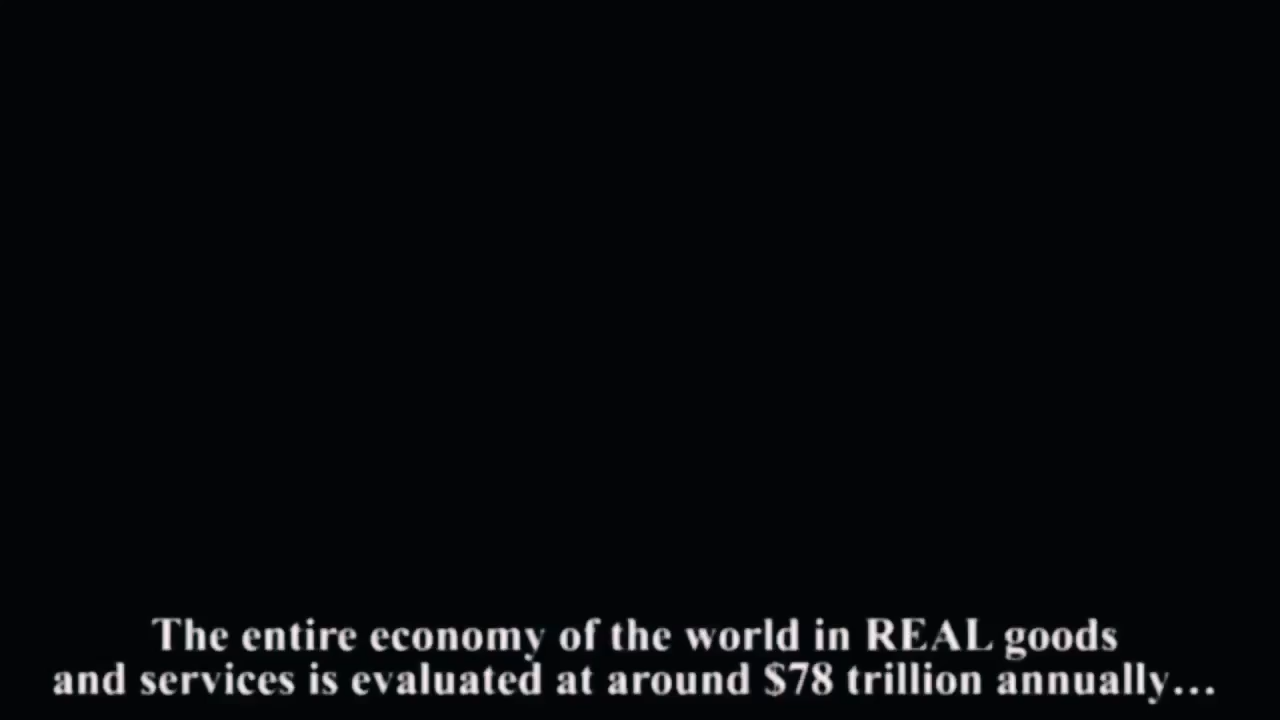 The entire economy of the world in REAL goods
and services is evaluated at around $78 trillion annually...